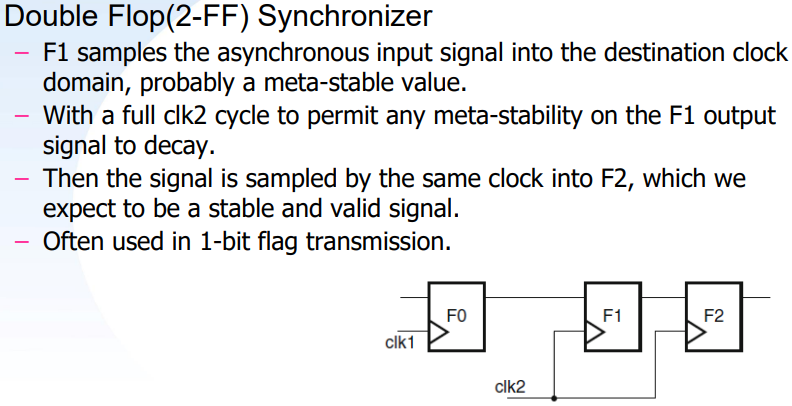 Double Flop(2-FF) Synchronizer
– F1 samples the asynchronous input signal into the destination clock
domain, probably a meta-stable value.
– With a full clk2 cycle to permit any meta-stability on the F1 output
signal to decay.
– Then the signal is sampled by the same clock into F2, which we
expect to be a stable and valid signal.
– Often used in 1-bit flag transmission.
F0 F1 F2
clk1
clk2